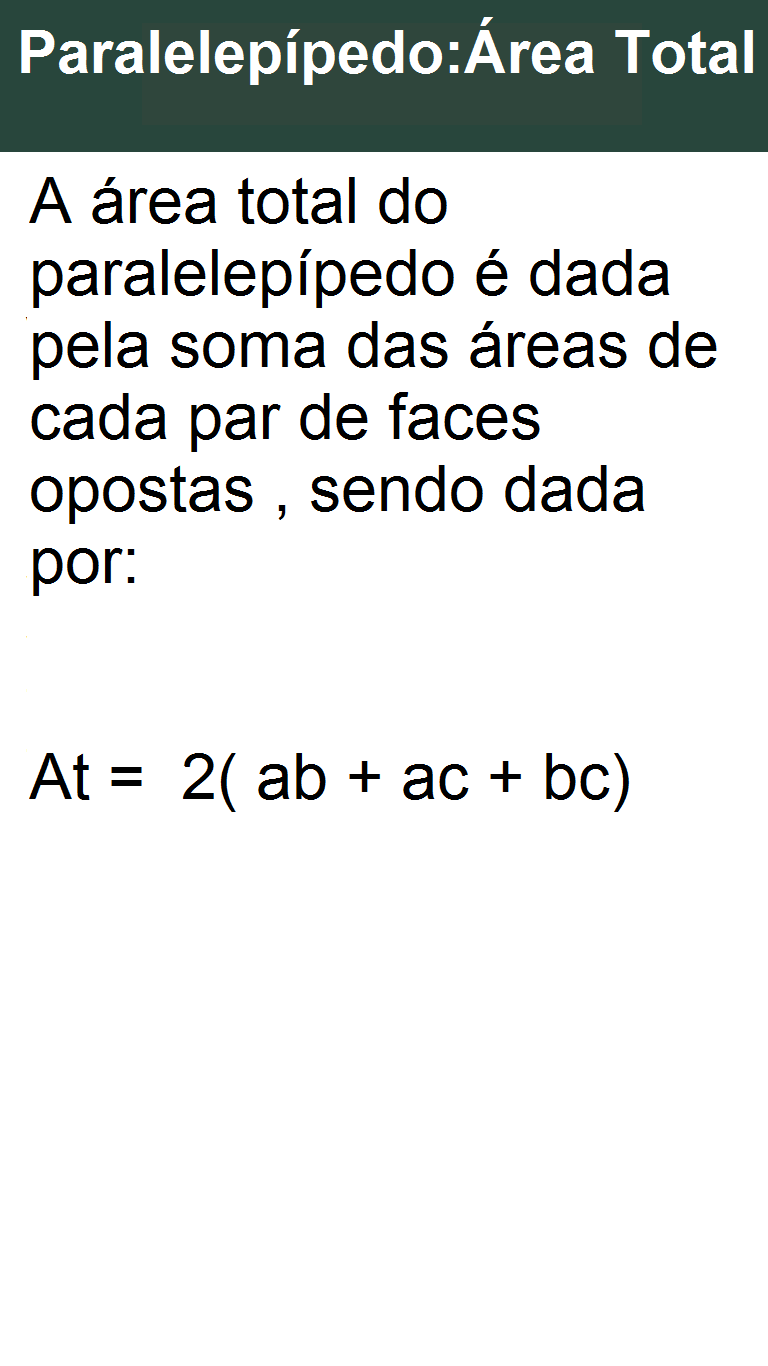 Paralelepípedo:Área Total
A área total do
paralelepípedo é dada
pela soma das áreas de
cada par de faces
opostas , sendo dada
por:
At =  2( ab + ac + bc)